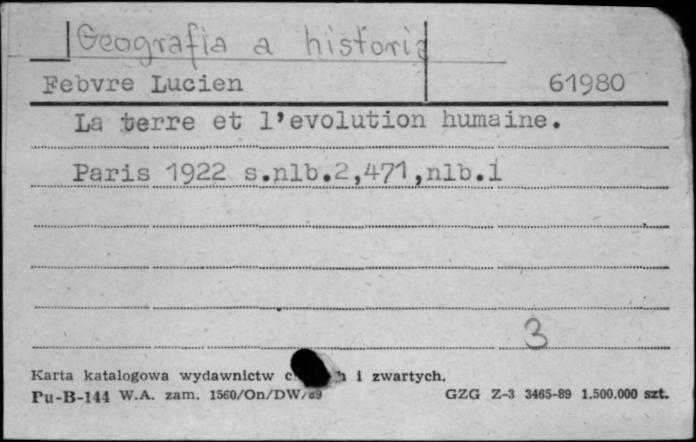 Geografia a historia
Febvre Lucien 61980
La terre et l'evolution humaine.
Paris 1922 s.nlb.2,471,nlb.1
3
Karta katalogowa wydawnictw i zwartych.
Pu-B-144 W.A. zam. 1560/On/DW/89 GZG Z-3 3465-89 1.500.000 szt.